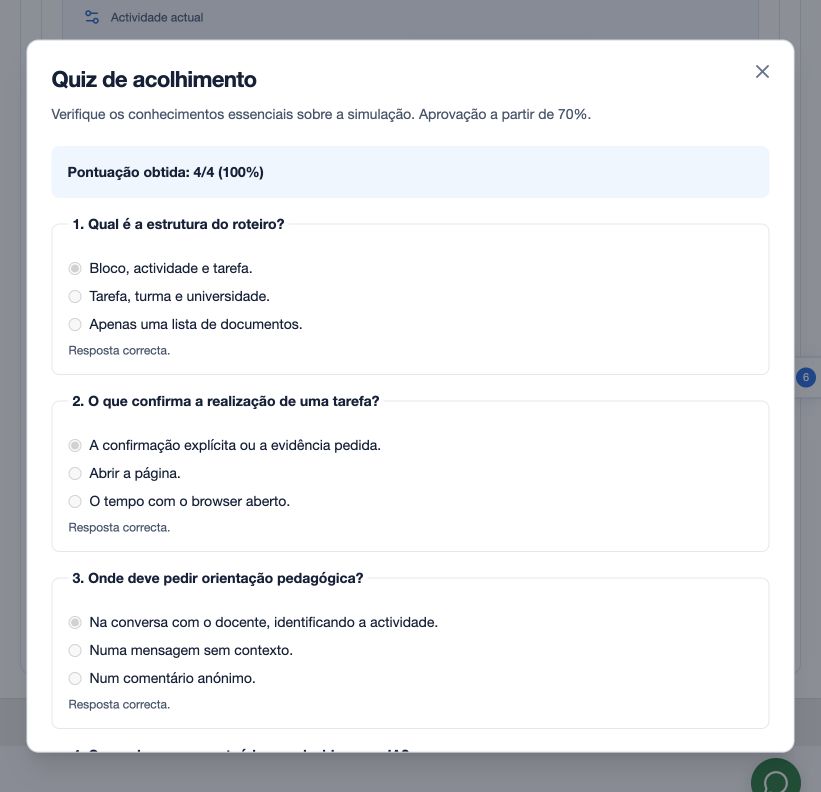 Actividade actual
Quiz de acolhimento
Verifique os conhecimentos essenciais sobre a simulação. Aprovação a partir de 70%.
Pontuação obtida: 4/4 (100%)
1. Qual é a estrutura do roteiro?
Bloco, actividade e tarefa.
Tarefa, turma e universidade.
Apenas uma lista de documentos.
Resposta correcta.
2. O que confirma a realização de uma tarefa?
A confirmação explícita ou a evidência pedida.
Abrir a página.
O tempo com o browser aberto.
Resposta correcta.
6
3. Onde deve pedir orientação pedagógica?
Na conversa com o docente, identificando a actividade.
Numa mensagem sem contexto.
Num comentário anónimo.
Resposta correcta.